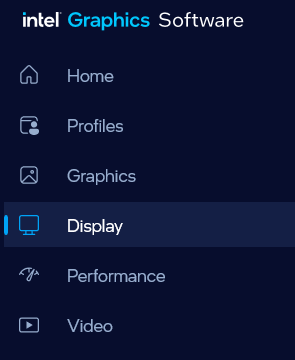 intel Graphics Software
Home
Profiles
Graphics
Display
Performance
Video